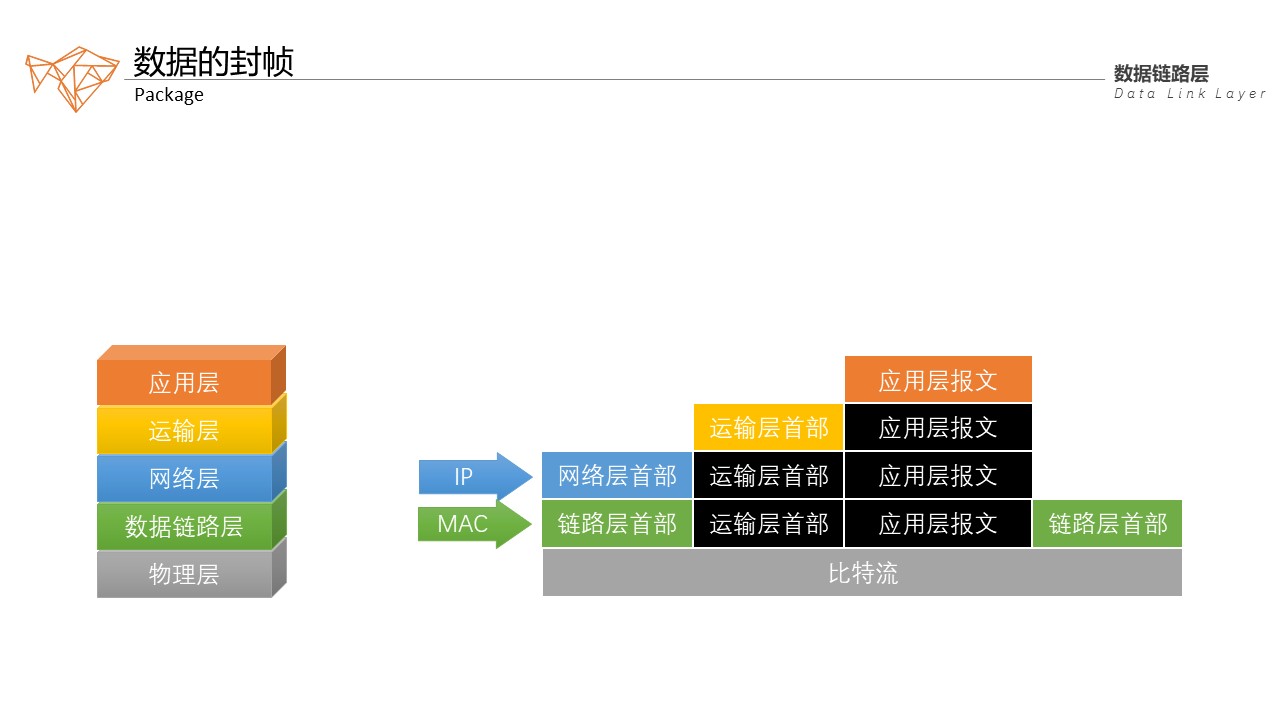 数据的封帧
Package
数据链路层
Data Link Layer
应用层
运输层
网络层
数据链路层
物理层
IP
MAC
应用层报文
运输层首部 应用层报文
网络层首部 运输层首部 应用层报文
链路层首部 运输层首部 应用层报文 链路层首部
比特流